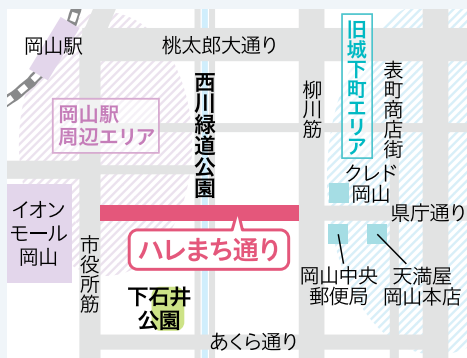 岡山駅
桃太郎大通り
旧城下町エリア
表町商店街
柳川筋
西川緑道公園
岡山駅
周辺エリア
クレド
岡山
イオン
モール
岡山
県庁通り
市役所筋
ハレまち通り
岡山中央
郵便局
天満屋
岡山本店
下石井
公園
あくら通り